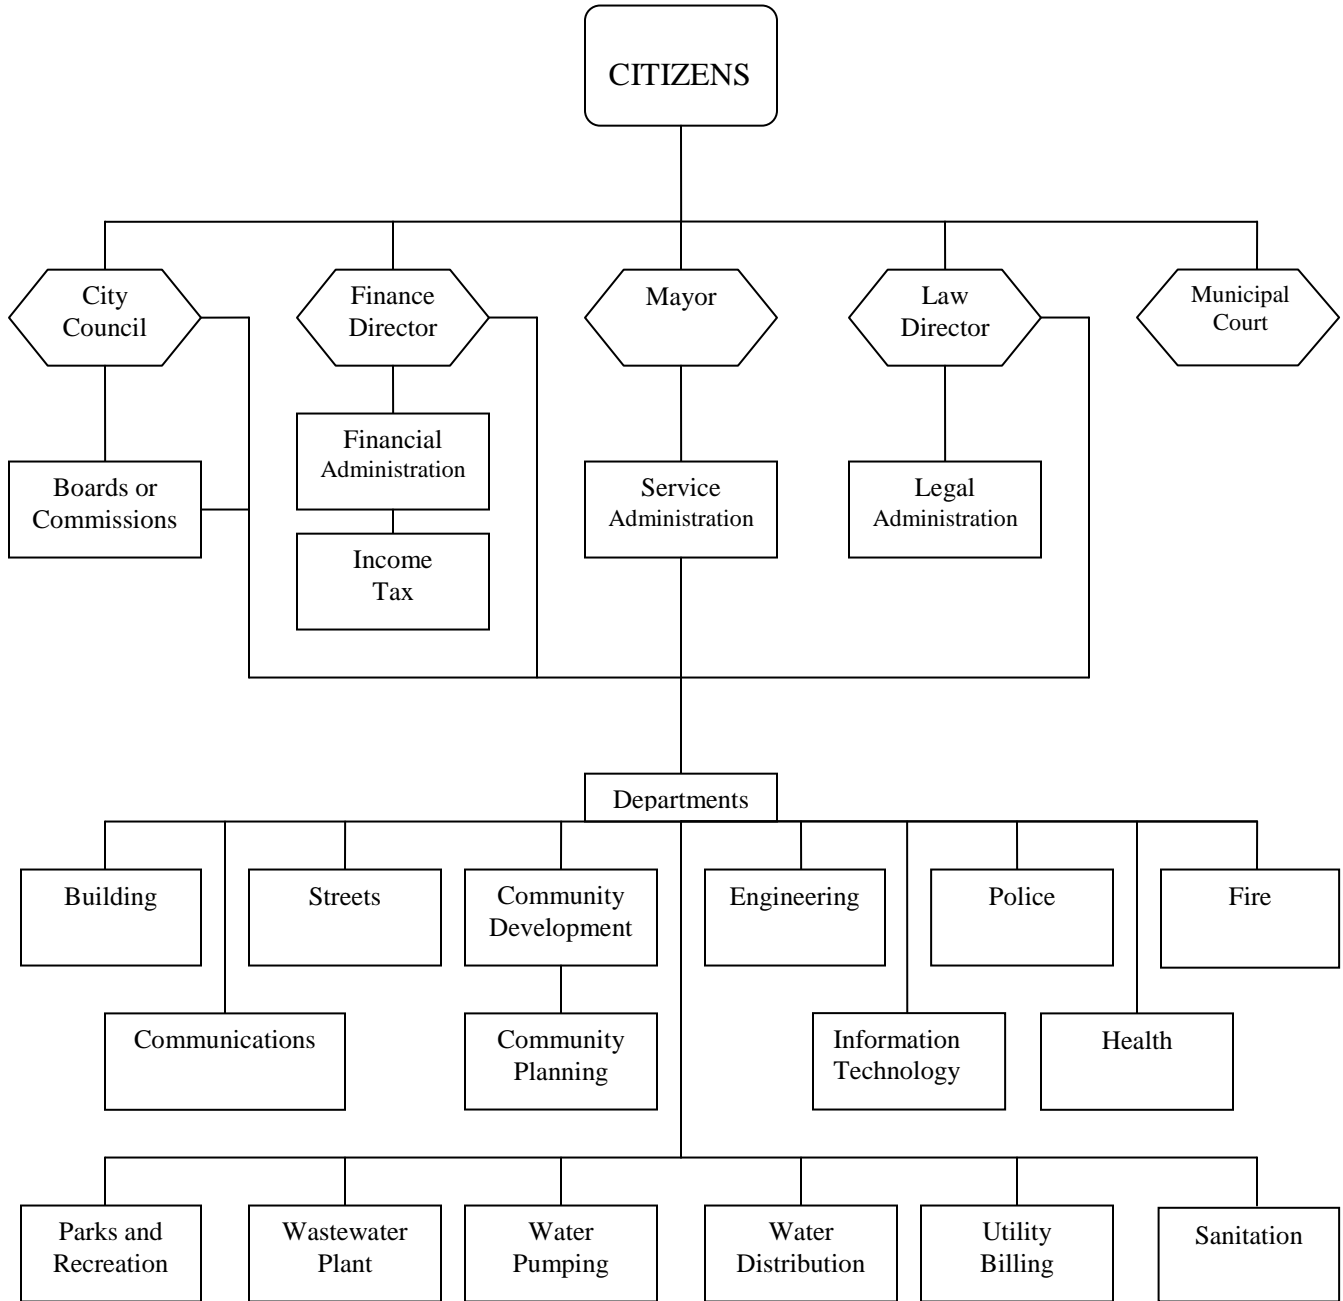 CITIZENS
City
Council
Finance
Director
Mayor
Law
Director
Municipal
Court
Financial
Administration
Boards or
Commissions
Service
Administration
Legal
Administration
Income
Tax
Departments
Building
Streets
Community
Development
Engineering
Police
Fire
Communications
Community
Planning
Information
Technology
Health
Parks and
Recreation
Wastewater
Plant
Water
Pumping
Water
Distribution
Utility
Billing
Sanitation